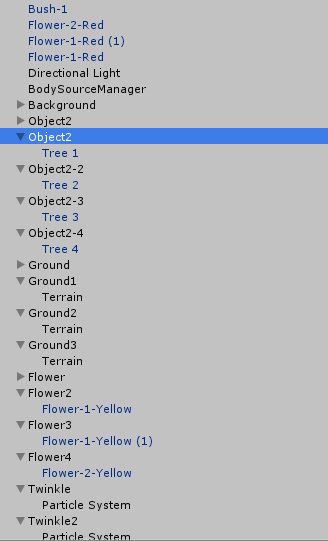 Bush-1
Flower-2-Red
Flower-1-Red (1)
Flower-1-Red
Directional Light
BodySourceManager
Background
Object2
Object2
Tree 1
Object2-2
Tree 2
Object2-3
Tree 3
Object2-4
Tree 4
Ground
Ground1
Terrain
Ground2
Terrain
Ground3
Terrain
Flower
Flower2
Flower-1-Yellow
Flower3
Flower-1-Yellow (1)
Flower4
Flower-2-Yellow
Twinkle
Particle System
Twinkle2
Particle System